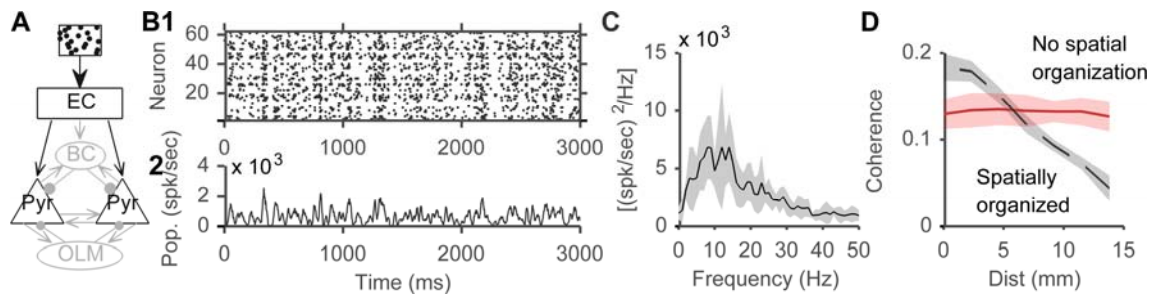 A
EC
BC
Pyr
Pyr
OLM
B1
Neuron
60
40
20
0
1000
2000
3000
2
x 10³
Pop. (spk/sec)
4
2
0
0
1000
2000
3000
Time (ms)
C
x 10³
[(spk/sec) ²/Hz]
15
10
5
0
0
10
20
30
40
50
Frequency (Hz)
D
Coherence
0.2
0.1
0
No spatial
organization
Spatially
organized
0
5
10
15
Dist (mm)